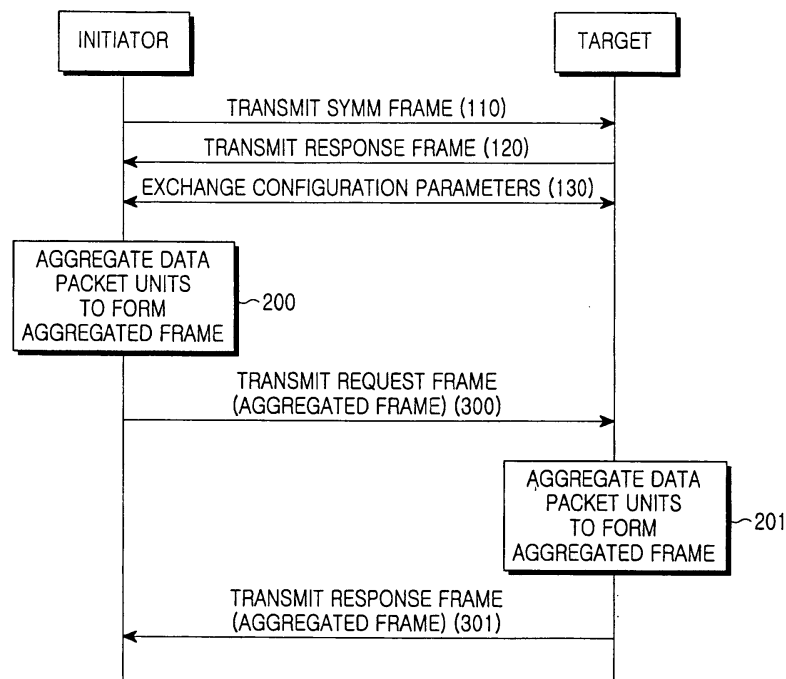 INITIATOR
TARGET
TRANSMIT SYMM FRAME (110)
TRANSMIT RESPONSE FRAME (120)
EXCHANGE CONFIGURATION PARAMETERS (130)
AGGREGATE DATA
PACKET UNITS
TO FORM
AGGREGATED FRAME
200
TRANSMIT REQUEST FRAME
(AGGREGATED FRAME) (300)
AGGREGATE DATA
PACKET UNITS
TO FORM
AGGREGATED FRAME
201
TRANSMIT RESPONSE FRAME
(AGGREGATED FRAME) (301)